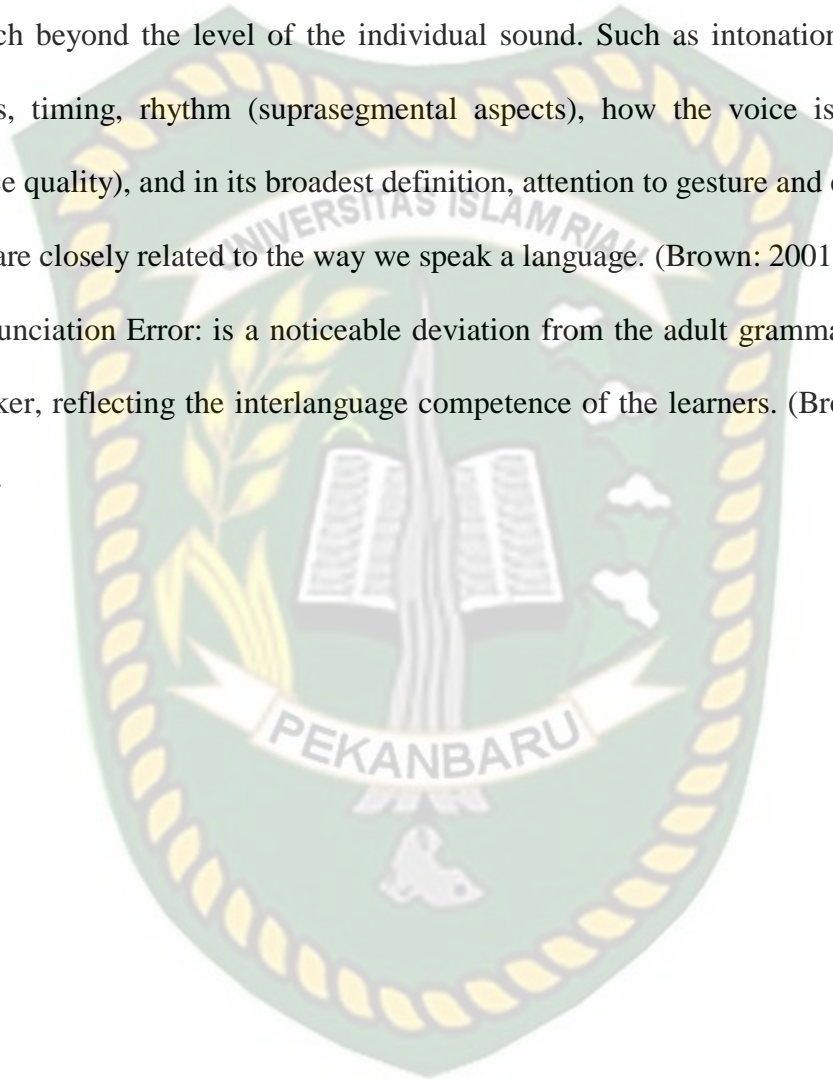 ch beyond the level of the individual sound. Such as intonation
s, timing, rhythm (suprasegmental aspects), how the voice is
e quality), and in its broadest definition, attention to gesture and
UNIVERSITAS ISLAM RIAU
are closely related to the way we speak a language. (Brown: 2001
unciation Error: is a noticeable deviation from the adult gramma
ker, reflecting the interlanguage competence of the learners. (Bro
PEKANBARU